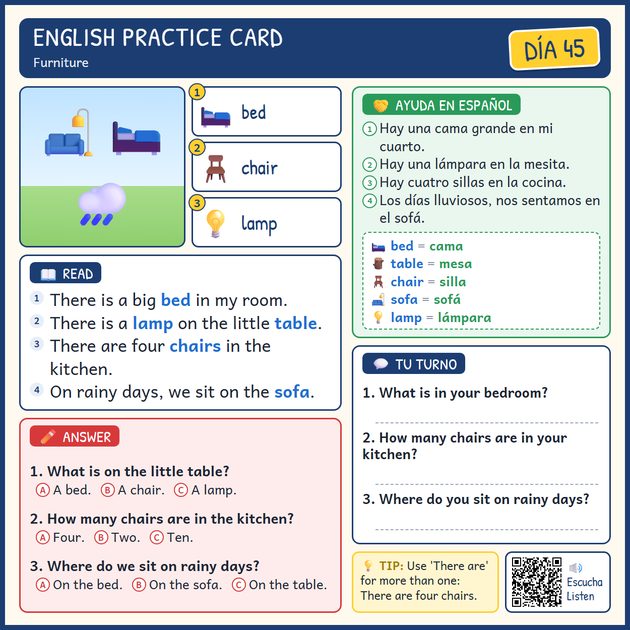 ENGLISH PRACTICE CARD
Furniture
DÍA 45
1 bed
2 chair
3 lamp
READ
1 There is a big bed in my room.
2 There is a lamp on the little table.
3 There are four chairs in the
kitchen.
4 On rainy days, we sit on the sofa.
ANSWER
1. What is on the little table?
A A bed. B A chair. C A lamp.
2. How many chairs are in the kitchen?
A Four. B Two. C Ten.
3. Where do we sit on rainy days?
A On the bed. B On the sofa. C On the table.
AYUDA EN ESPAÑOL
1 Hay una cama grande en mi
cuarto.
2 Hay una lámpara en la mesita.
3 Hay cuatro sillas en la cocina.
4 Los días lluviosos, nos sentamos en
el sofá.
bed = cama
table = mesa
chair = silla
sofa = sofá
lamp = lámpara
TU TURNO
1. What is in your bedroom?
2. How many chairs are in your
kitchen?
3. Where do you sit on rainy days?
TIP: Use 'There are'
for more than one:
There are four chairs.
Escucha
Listen